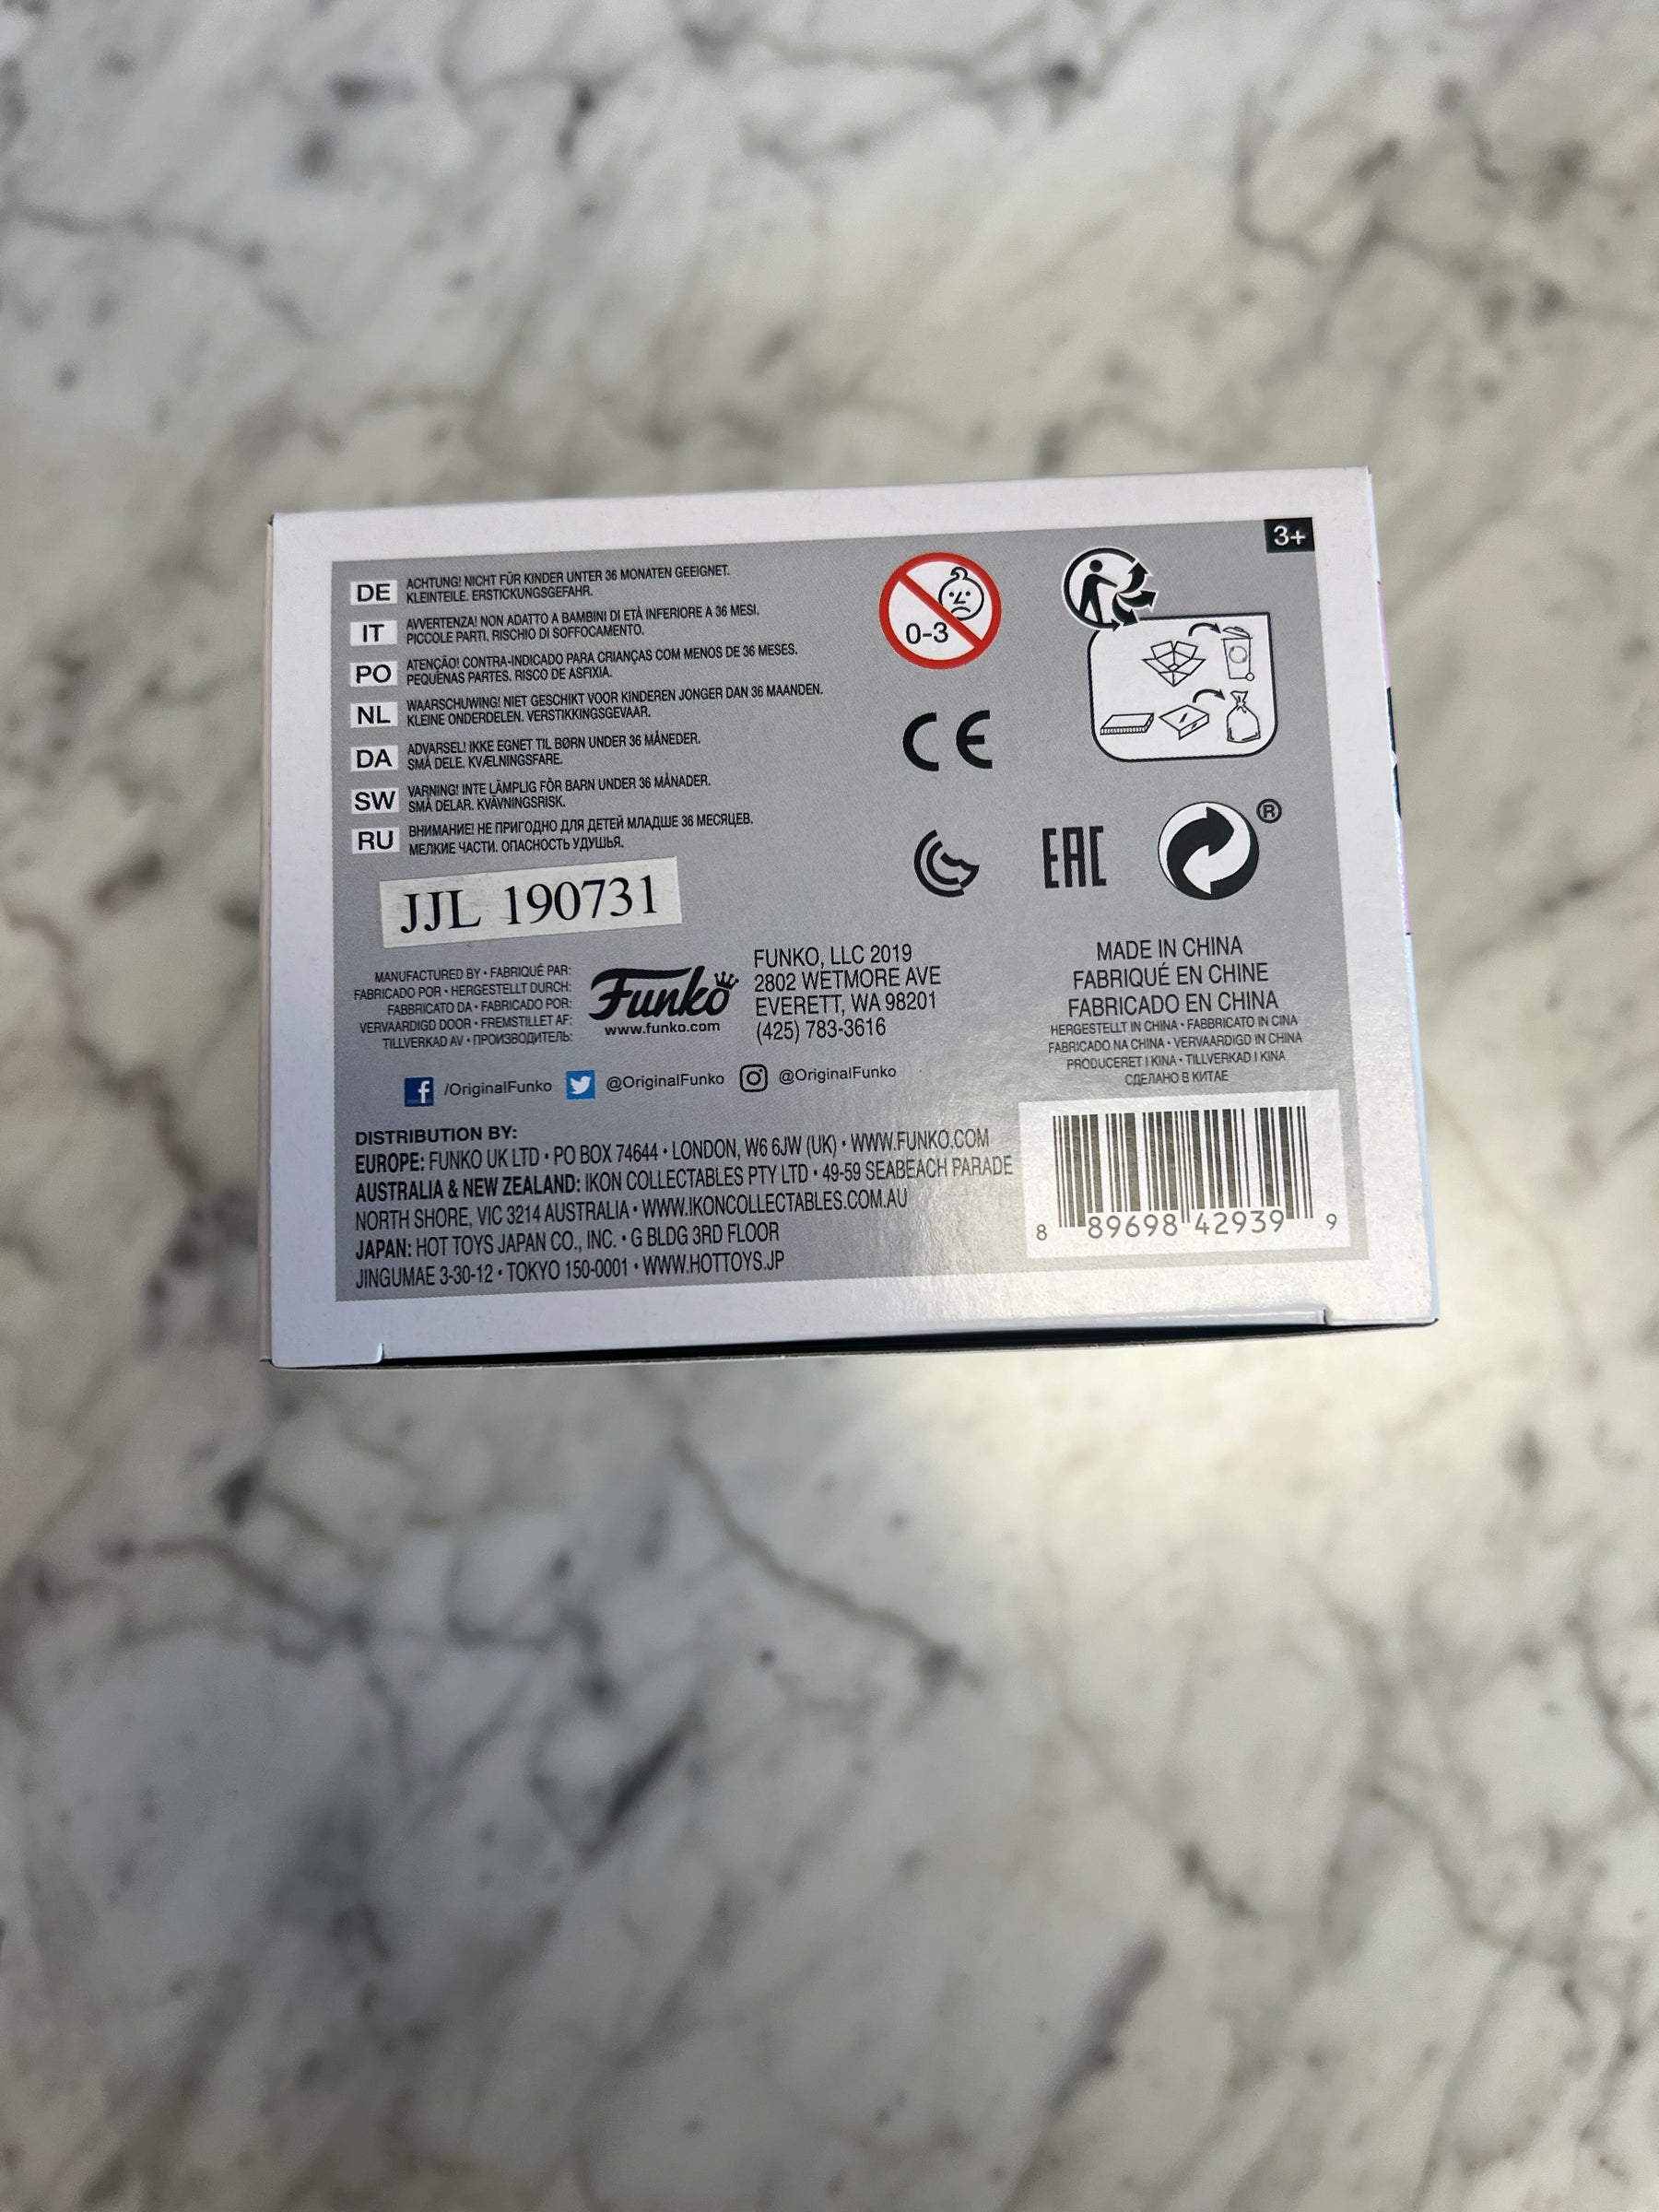 3+
DE ACHTUNG! NICHT FÜR KINDER UNTER 36 MONATEN GEEIGNET.
KLEINTEILE. ERSTICKUNGSGEFAHR.
IT AVVERTENZA! NON ADATTO A BAMBINI DI ETÀ INFERIORE A 36 MESI.
PICCOLE PARTI. RISCHIO DI SOFFOCAMENTO.
PO ATENÇÃO! CONTRA-INDICADO PARA CRIANÇAS COM MENOS DE 36 MESES.
PEQUENAS PARTES. RISCO DE ASFIXIA.
NL WAARSCHUWING! NIET GESCHIKT VOOR KINDEREN JONGER DAN 36 MAANDEN.
KLEINE ONDERDELEN. VERSTIKKINGSGEVAAR.
DA ADVARSEL! IKKE EGNET TIL BØRN UNDER 36 MÅNEDER.
SMÅ DELE. KVÆLNINGSFARE.
SW VARNING! INTE LÄMPLIG FÖR BARN UNDER 36 MÅNADER.
SMÅ DELAR. KVÄVNINGSRISK.
RU ВНИМАНИЕ! НЕ ПРИГОДНО ДЛЯ ДЕТЕЙ МЛАДШЕ 36 МЕСЯЦЕВ.
МЕЛКИЕ ЧАСТИ. ОПАСНОСТЬ УДУШЬЯ.
0-3
CE
EAC
®
JJL 190731
MANUFACTURED BY • FABRIQUÉ PAR:
FABRICADO POR • HERGESTELLT DURCH:
FABBRICATO DA • FABRICADO POR:
VERVAARDIGD DOOR • FREMSTILLET AF:
TILLVERKAD AV • ПРОИЗВОДИТЕЛЬ:
Funko
www.funko.com
FUNKO, LLC 2019
2802 WETMORE AVE
EVERETT, WA 98201
(425) 783-3616
MADE IN CHINA
FABRIQUÉ EN CHINE
FABRICADO EN CHINA
HERGESTELLT IN CHINA • FABBRICATO IN CINA
FABRICADO NA CHINA • VERVAARDIGD IN CHINA
PRODUCERET I KINA • TILLVERKAD I KINA
СДЕЛАНО В КИТАЕ
/OriginalFunko @OriginalFunko @OriginalFunko
DISTRIBUTION BY:
EUROPE: FUNKO UK LTD • PO BOX 74644 • LONDON, W6 6JW (UK) • WWW.FUNKO.COM
AUSTRALIA & NEW ZEALAND: IKON COLLECTABLES PTY LTD • 49-59 SEABEACH PARADE
NORTH SHORE, VIC 3214 AUSTRALIA • WWW.IKONCOLLECTABLES.COM.AU
JAPAN: HOT TOYS JAPAN CO., INC. • G BLDG 3RD FLOOR
JINGUMAE 3-30-12 • TOKYO 150-0001 • WWW.HOTTOYS.JP
8 89698 42939 9